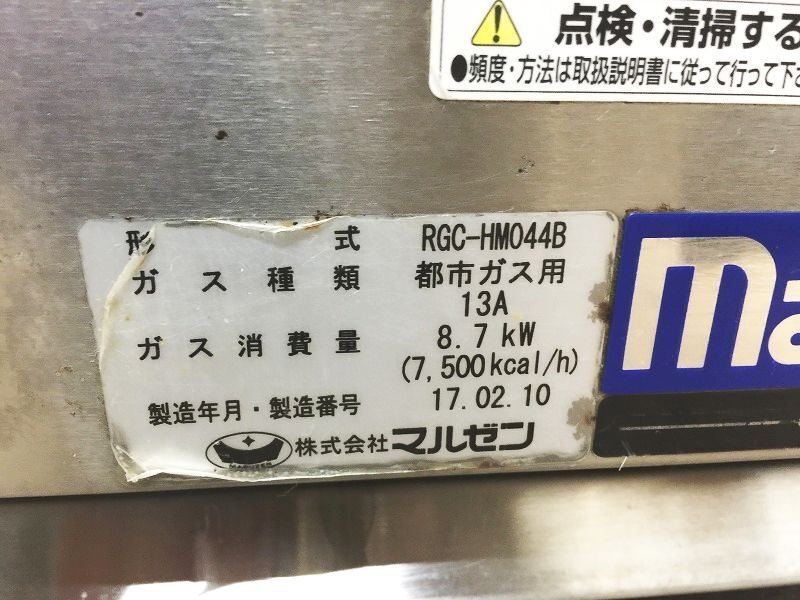 点検・清掃する
●頻度・方法は取扱説明書に従って行って下さ
形 式 RGC-HM044B
ガス種類 都市ガス用
13A
ガス消費量 8.7 kW
(7,500kcal/h)
製造年月・製造番号 17.02.10
株式会社マルゼン
MARUZEN
ma